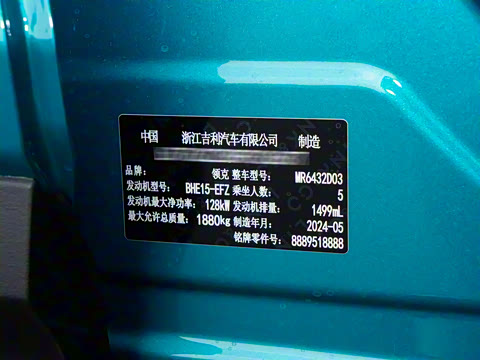 中国 浙江吉利汽车有限公司 制造
品牌: 领克 整车型号: MR6432D03
发动机型号: BHE15-EFZ 乘坐人数: 5
发动机最大净功率: 128kW 发动机排量: 1499mL
最大允许总质量: 1880kg 制造年月: 2024-05
铭牌零件号: 8889518888